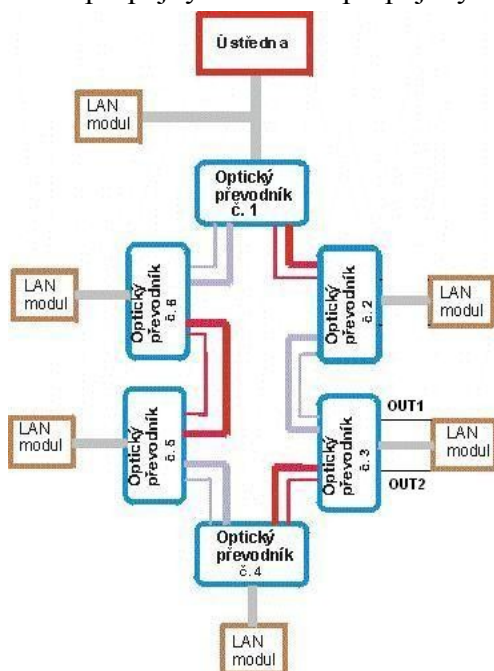 Ústředna
LAN
modul
Optický
převodník
č. 1
LAN
modul
Optický
převodník
č. 6
Optický
převodník
č. 2
LAN
modul
LAN
modul
Optický
převodník
č. 5
Optický
převodník
č. 3
OUT1
LAN
modul
OUT2
Optický
převodník
č. 4
LAN
modul